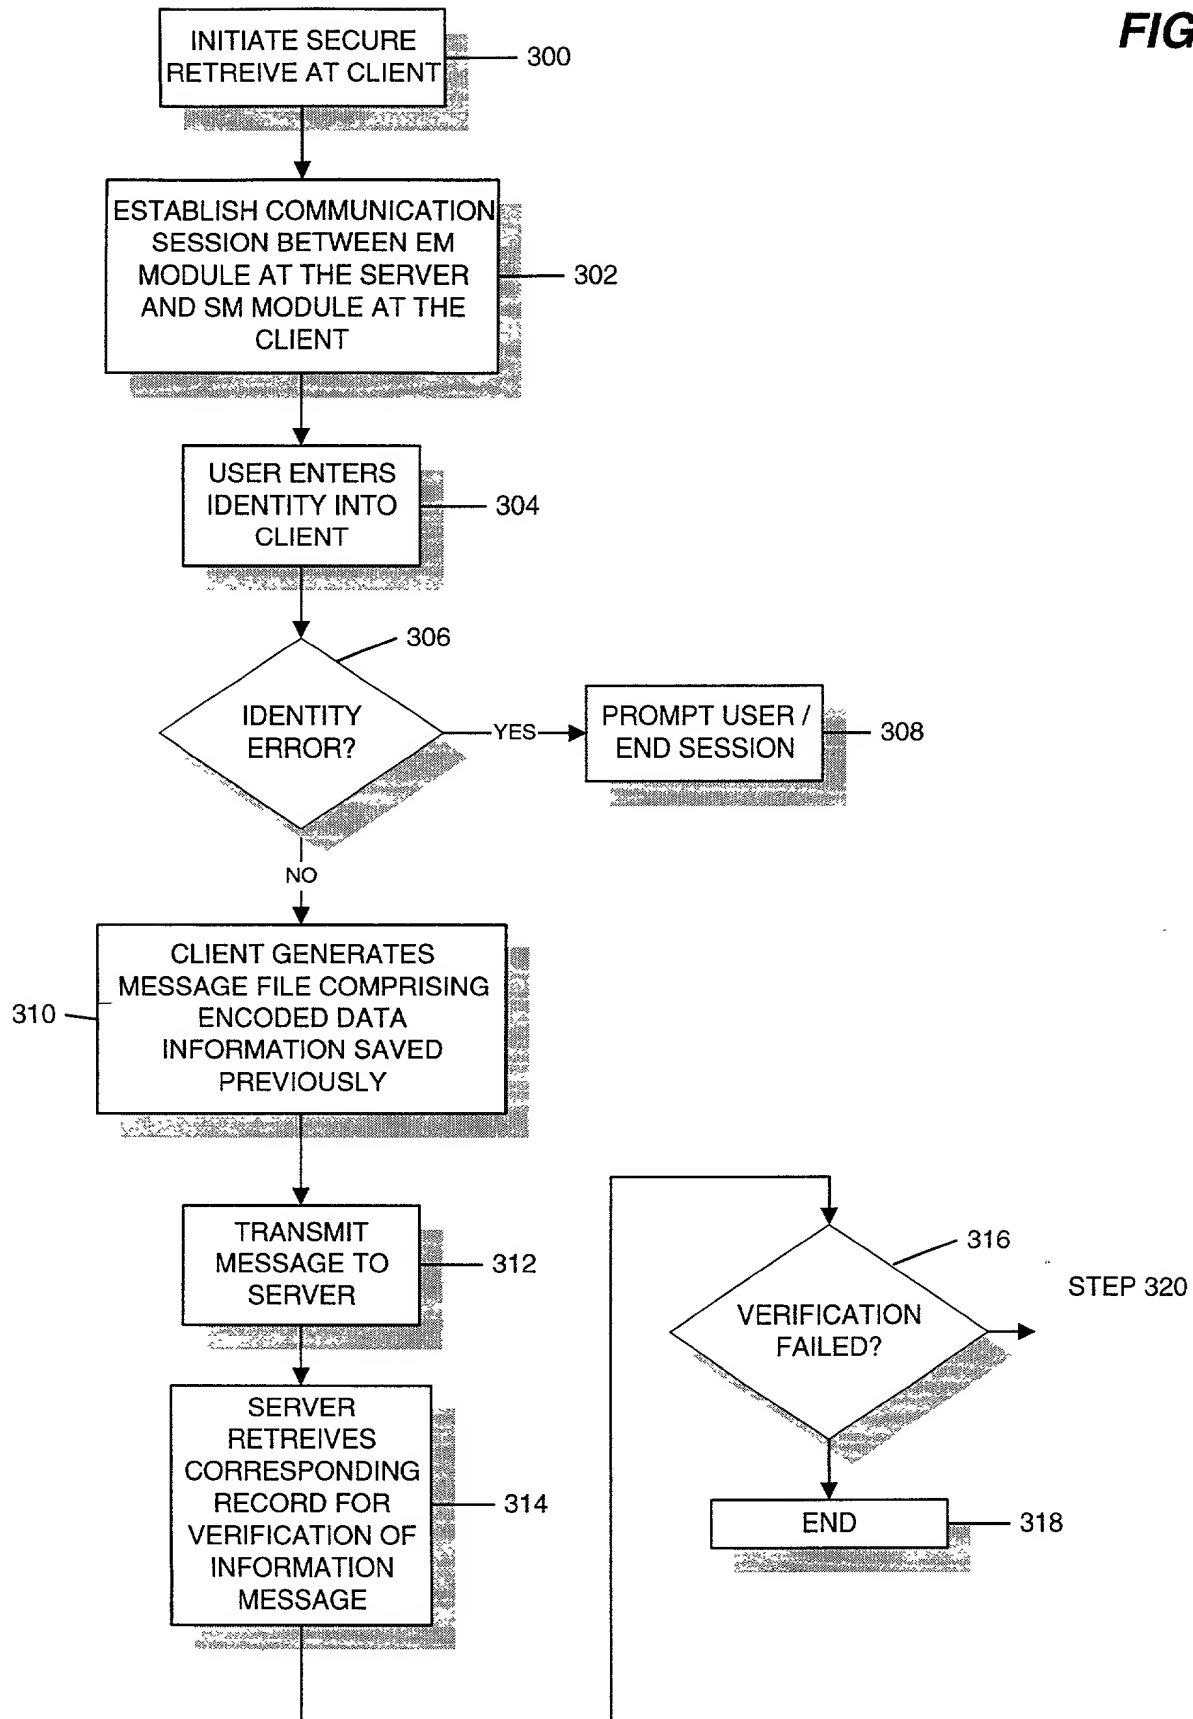 FIG
INITIATE SECURE
RETREIVE AT CLIENT
300
ESTABLISH COMMUNICATION
SESSION BETWEEN EM
MODULE AT THE SERVER
AND SM MODULE AT THE
CLIENT
302
USER ENTERS
IDENTITY INTO
CLIENT
304
306
IDENTITY
ERROR?
YES
PROMPT USER /
END SESSION
308
NO
CLIENT GENERATES
MESSAGE FILE COMPRISING
ENCODED DATA
INFORMATION SAVED
PREVIOUSLY
310
TRANSMIT
MESSAGE TO
SERVER
312
SERVER
RETREIVES
CORRESPONDING
RECORD FOR
VERIFICATION OF
INFORMATION
MESSAGE
314
316
VERIFICATION
FAILED?
STEP 320
END
318